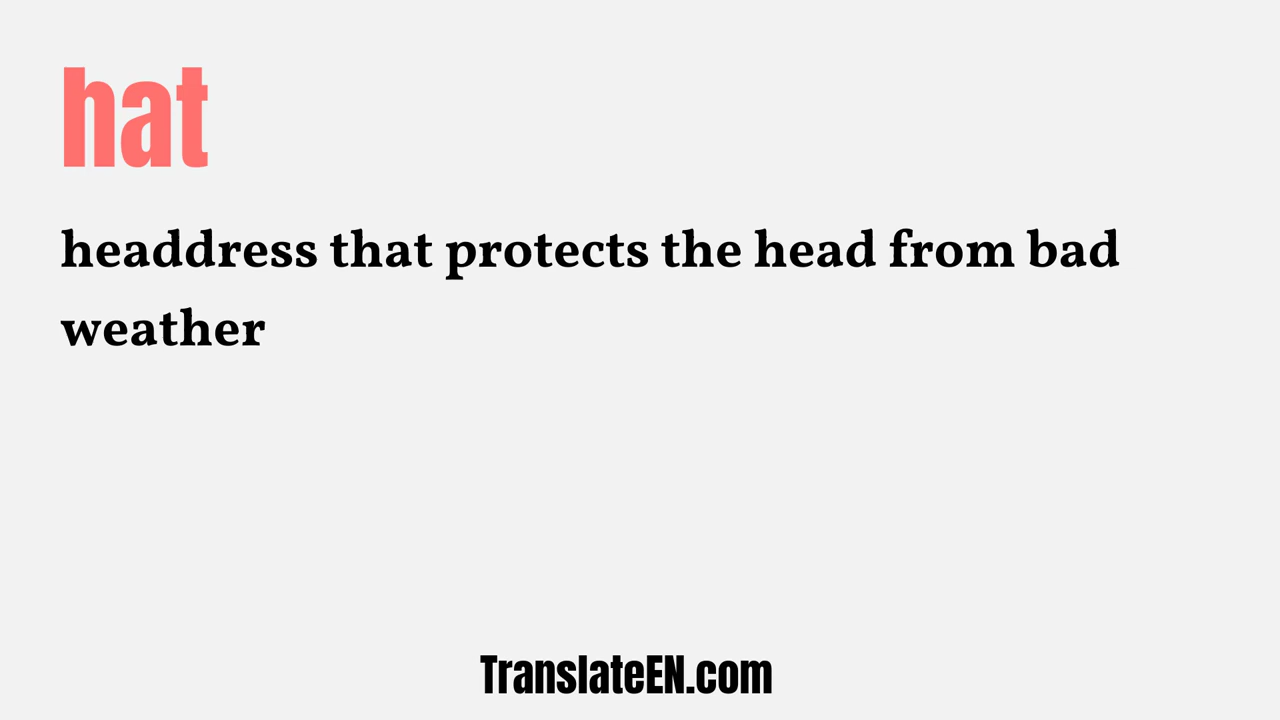 hat
headdress that protects the head from bad
weather
TranslateEN.com